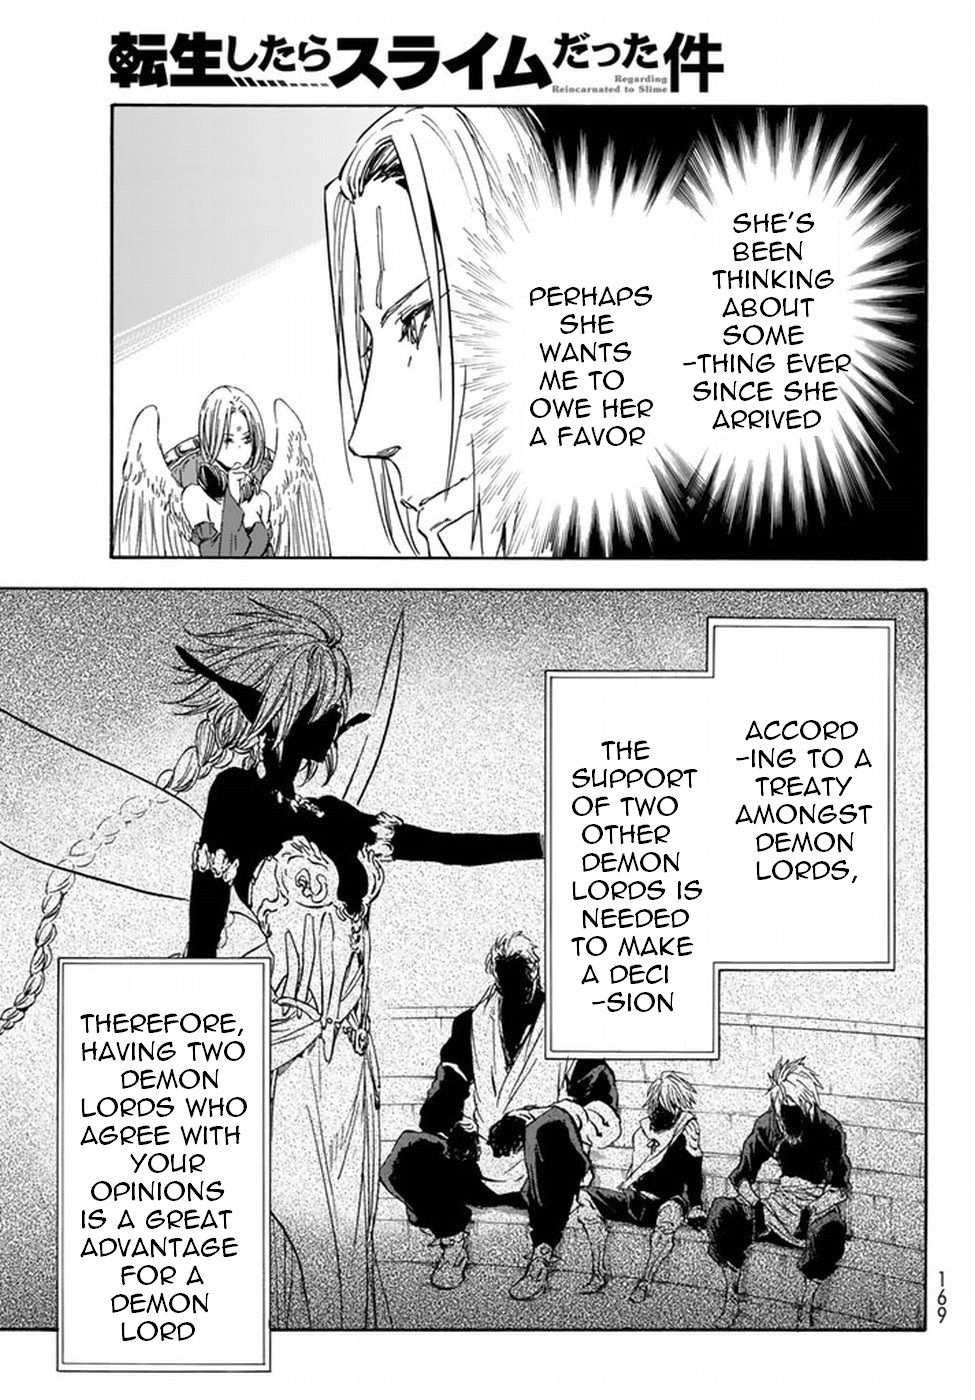 転生したらスライムだった件
Regarding
Reincarnated to Slime
SHE'S
BEEN
THINKING
ABOUT
SOME
-THING EVER
SINCE SHE
ARRIVED
PERHAPS
SHE
WANTS
ME TO
OWE HER
A FAVOR
ACCORD
-ING TO A
TREATY
AMONGST
DEMON
LORDS,
THE
SUPPORT
OF TWO
OTHER
DEMON
LORDS IS
NEEDED
TO MAKE
A DECI
-SION
THEREFORE,
HAVING TWO
DEMON
LORDS WHO
AGREE WITH
YOUR
OPINIONS
IS A GREAT
ADVANTAGE
FOR A
DEMON
LORD
169